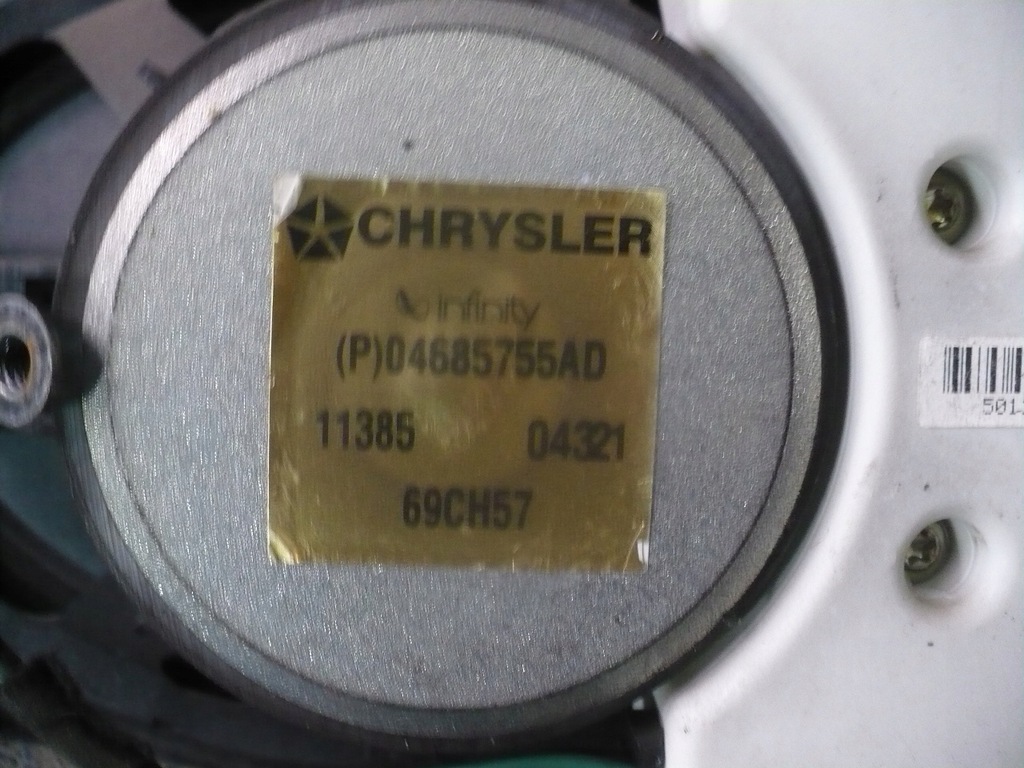 CHRYSLER
infinity
(P)04685755AD
11385 04321
69CH57